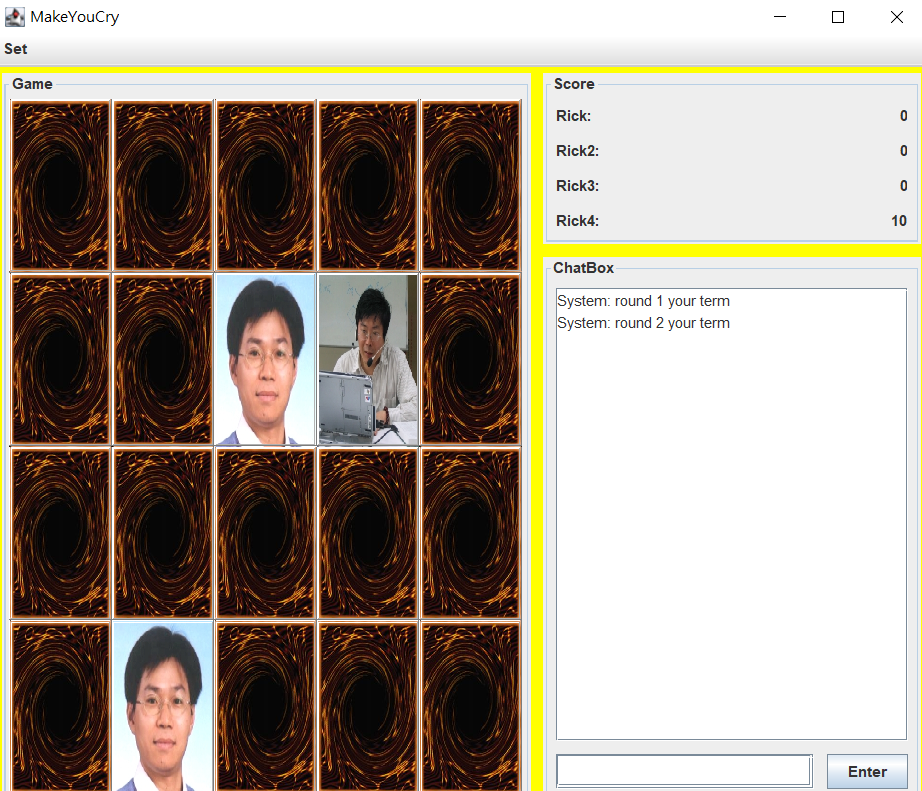 MakeYouCry
Set
Game
Score
Rick: 0
Rick2: 0
Rick3: 0
Rick4: 10
ChatBox
System: round 1 your term
System: round 2 your term
Enter